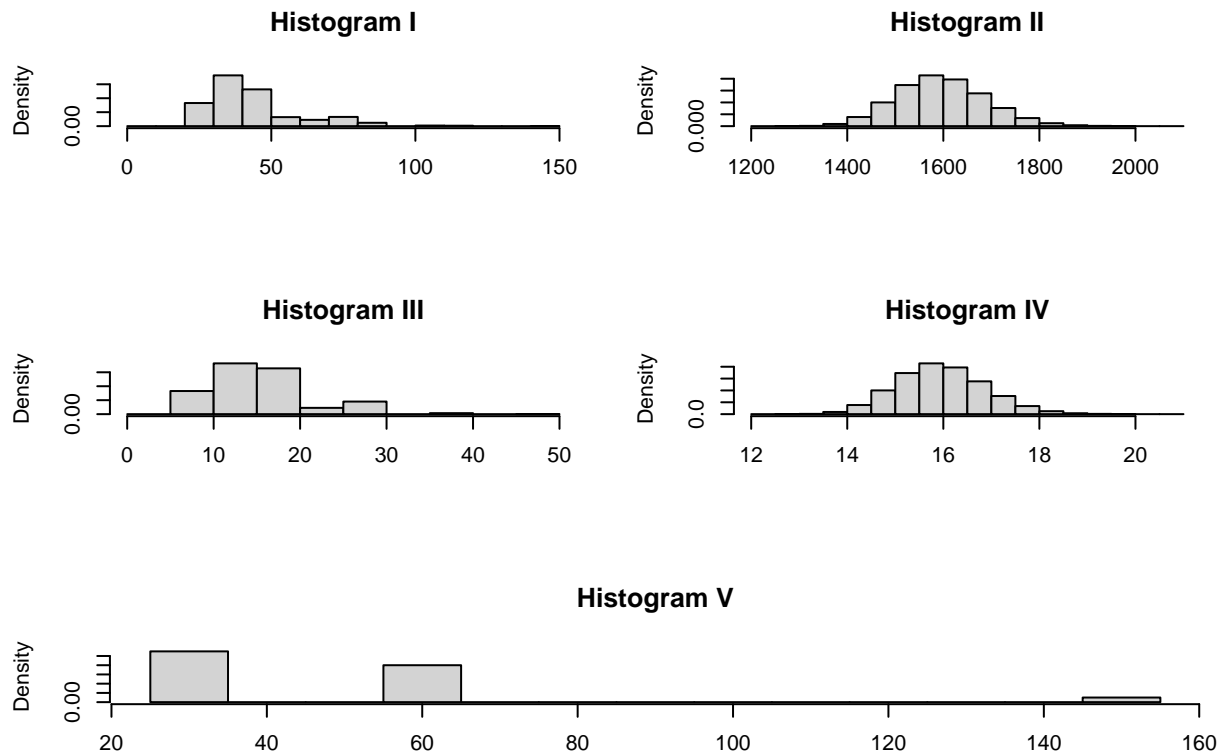 Histogram I
Density
0.00
0 50 100 150
Histogram II
Density
0.000
1200 1400 1600 1800 2000
Histogram III
Density
0.00
0 10 20 30 40 50
Histogram IV
Density
0.0
12 14 16 18 20
Histogram V
Density
0.00
20 40 60 80 100 120 140 160